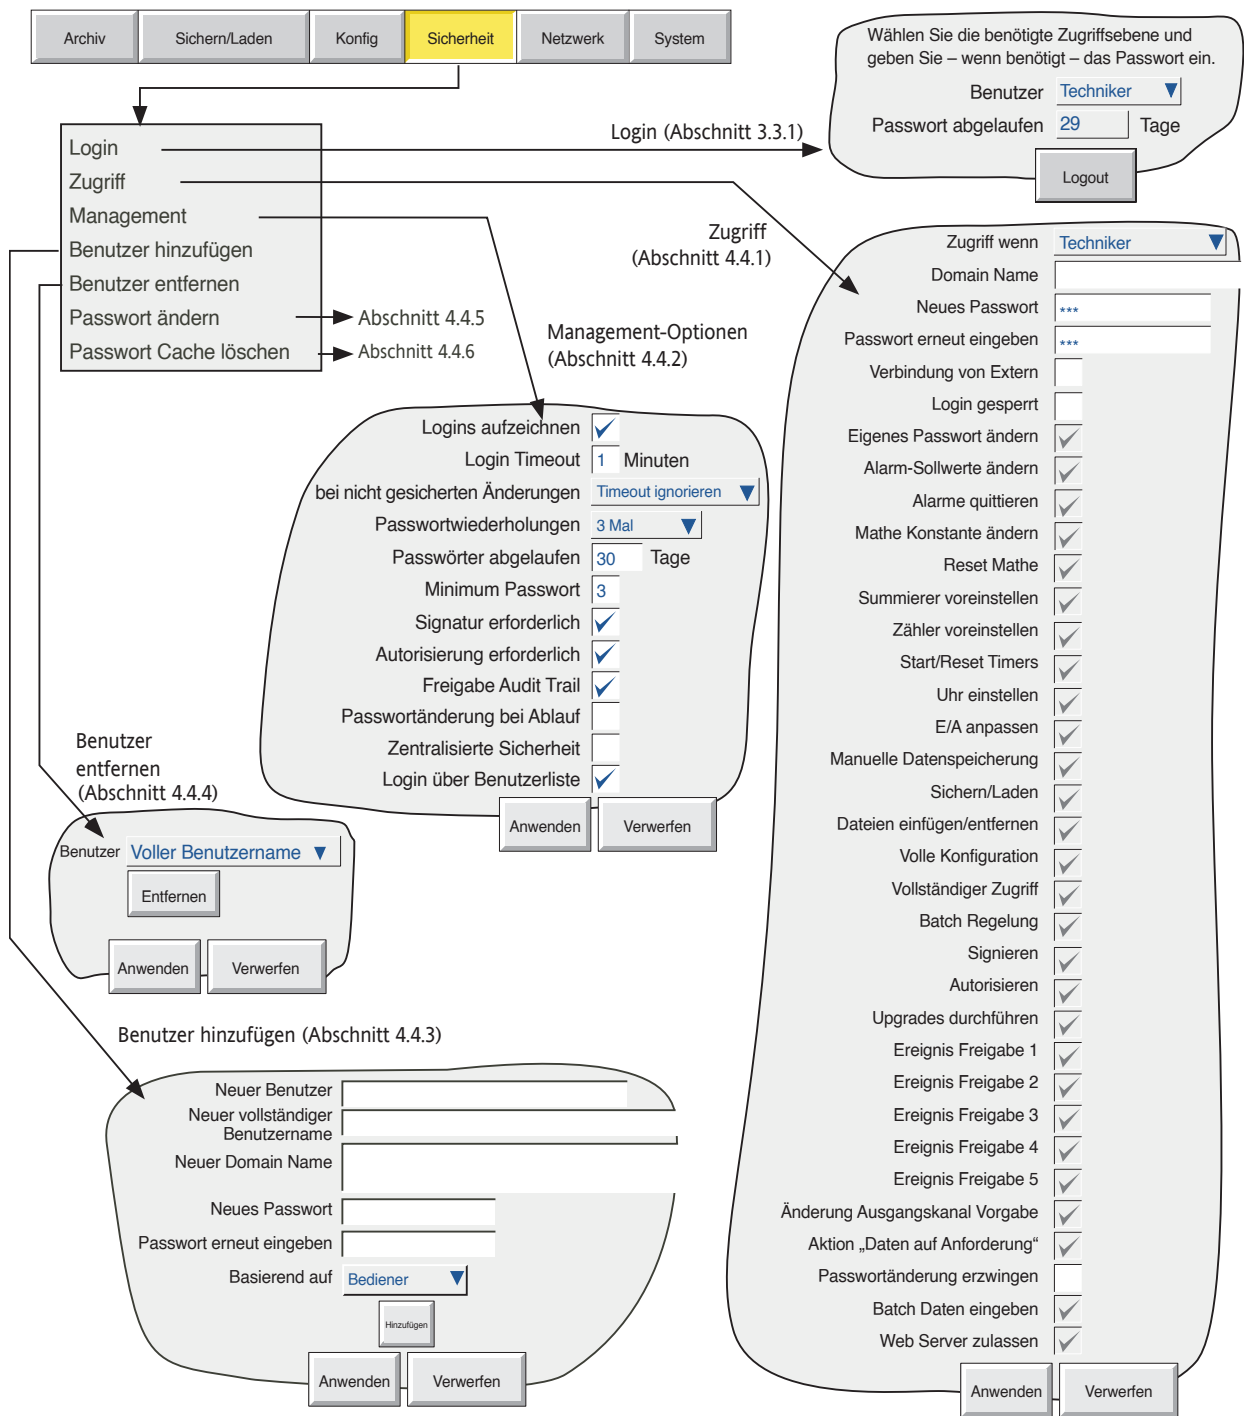 Archiv
Sichern/Laden
Konfig
Sicherheit
Netzwerk
System
Wählen Sie die benötigte Zugriffsebene und
geben Sie – wenn benötigt – das Passwort ein.
Benutzer Techniker
Passwort abgelaufen 29 Tage
Logout
Login
Zugriff
Management
Benutzer hinzufügen
Benutzer entfernen
Passwort ändern
Passwort Cache löschen
Login (Abschnitt 3.3.1)
Abschnitt 4.4.5
Abschnitt 4.4.6
Zugriff
(Abschnitt 4.4.1)
Management-Optionen
(Abschnitt 4.4.2)
Logins aufzeichnen
Login Timeout 1 Minuten
bei nicht gesicherten Änderungen Timeout ignorieren
Passwortwiederholungen 3 Mal
Passwörter abgelaufen 30 Tage
Minimum Passwort 3
Signatur erforderlich
Autorisierung erforderlich
Freigabe Audit Trail
Passwortänderung bei Ablauf
Zentralisierte Sicherheit
Login über Benutzerliste
Anwenden
Verwerfen
Benutzer
entfernen
(Abschnitt 4.4.4)
Benutzer Voller Benutzername
Entfernen
Anwenden
Verwerfen
Benutzer hinzufügen (Abschnitt 4.4.3)
Neuer Benutzer
Neuer vollständiger
Benutzername
Neuer Domain Name
Neues Passwort
Passwort erneut eingeben
Basierend auf Bediener
Hinzufügen
Anwenden
Verwerfen
Zugriff wenn Techniker
Domain Name
Neues Passwort ***
Passwort erneut eingeben ***
Verbindung von Extern
Login gesperrt
Eigenes Passwort ändern
Alarm-Sollwerte ändern
Alarme quittieren
Mathe Konstante ändern
Reset Mathe
Summierer voreinstellen
Zähler voreinstellen
Start/Reset Timers
Uhr einstellen
E/A anpassen
Manuelle Datenspeicherung
Sichern/Laden
Dateien einfügen/entfernen
Volle Konfiguration
Vollständiger Zugriff
Batch Regelung
Signieren
Autorisieren
Upgrades durchführen
Ereignis Freigabe 1
Ereignis Freigabe 2
Ereignis Freigabe 3
Ereignis Freigabe 4
Ereignis Freigabe 5
Änderung Ausgangskanal Vorgabe
Aktion „Daten auf Anforderung“
Passwortänderung erzwingen
Batch Daten eingeben
Web Server zulassen
Anwenden
Verwerfen